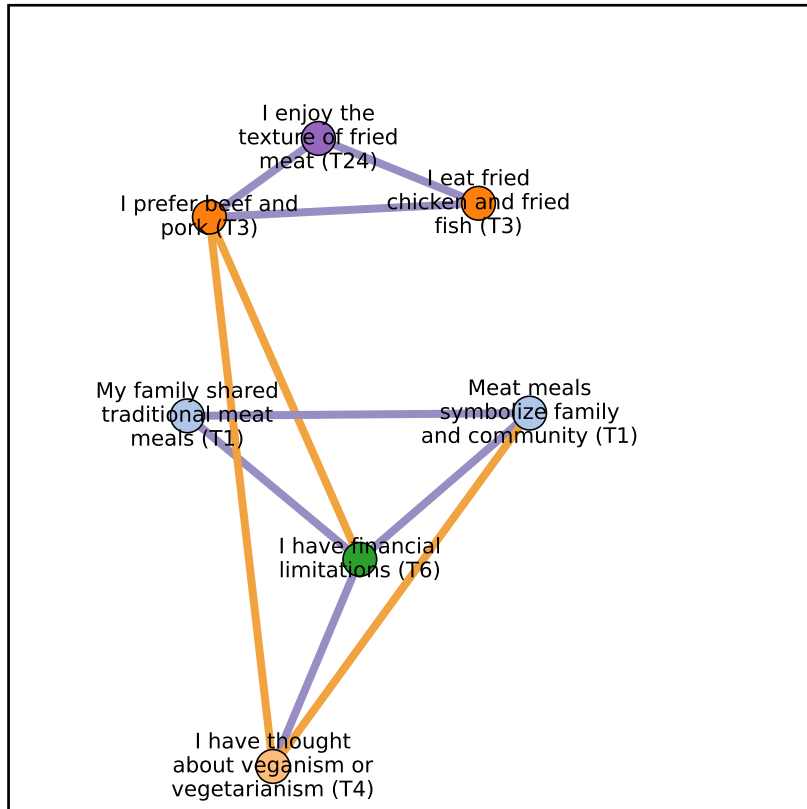 I enjoy the
texture of fried
meat (T24)
I eat fried
chicken and fried
fish (T3)
I prefer beef and
pork (T3)
My family shared
traditional meat
meals (T1)
Meat meals
symbolize family
and community (T1)
I have financial
limitations (T6)
I have thought
about veganism or
vegetarianism (T4)